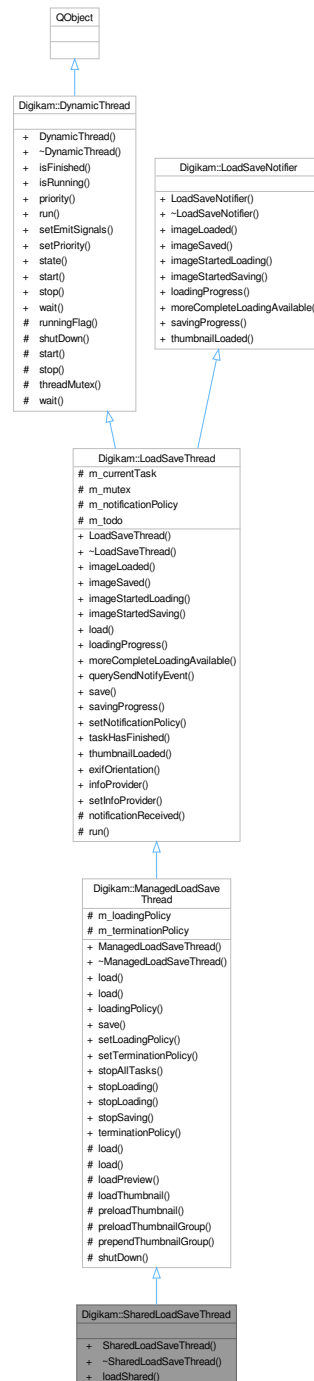 QObject
Digikam::DynamicThread
+ DynamicThread()
+ ~DynamicThread()
+ isFinished()
+ isRunning()
+ priority()
+ run()
+ setEmitSignals()
+ setPriority()
+ state()
+ start()
+ stop()
+ wait()
# runningFlag()
# shutDown()
# start()
# stop()
# threadMutex()
# wait()
Digikam::LoadSaveNotifier
+ LoadSaveNotifier()
+ ~LoadSaveNotifier()
+ imageLoaded()
+ imageSaved()
+ imageStartedLoading()
+ imageStartedSaving()
+ loadingProgress()
+ moreCompleteLoadingAvailable()
+ savingProgress()
+ thumbnailLoaded()
Digikam::LoadSaveThread
# m_currentTask
# m_mutex
# m_notificationPolicy
# m_todo
+ LoadSaveThread()
+ ~LoadSaveThread()
+ imageLoaded()
+ imageSaved()
+ imageStartedLoading()
+ imageStartedSaving()
+ load()
+ loadingProgress()
+ moreCompleteLoadingAvailable()
+ querySendNotifyEvent()
+ save()
+ savingProgress()
+ setNotificationPolicy()
+ taskHasFinished()
+ thumbnailLoaded()
+ exifOrientation()
+ infoProvider()
+ setInfoProvider()
# notificationReceived()
# run()
Digikam::ManagedLoadSave
Thread
# m_loadingPolicy
# m_terminationPolicy
+ ManagedLoadSaveThread()
+ ~ManagedLoadSaveThread()
+ load()
+ load()
+ loadingPolicy()
+ save()
+ setLoadingPolicy()
+ setTerminationPolicy()
+ stopAllTasks()
+ stopLoading()
+ stopLoading()
+ stopSaving()
+ terminationPolicy()
# load()
# load()
# loadPreview()
# loadThumbnail()
# preloadThumbnail()
# preloadThumbnailGroup()
# prependThumbnailGroup()
# shutDown()
Digikam::SharedLoadSaveThread
+ SharedLoadSaveThread()
+ ~SharedLoadSaveThread()
+ loadShared()